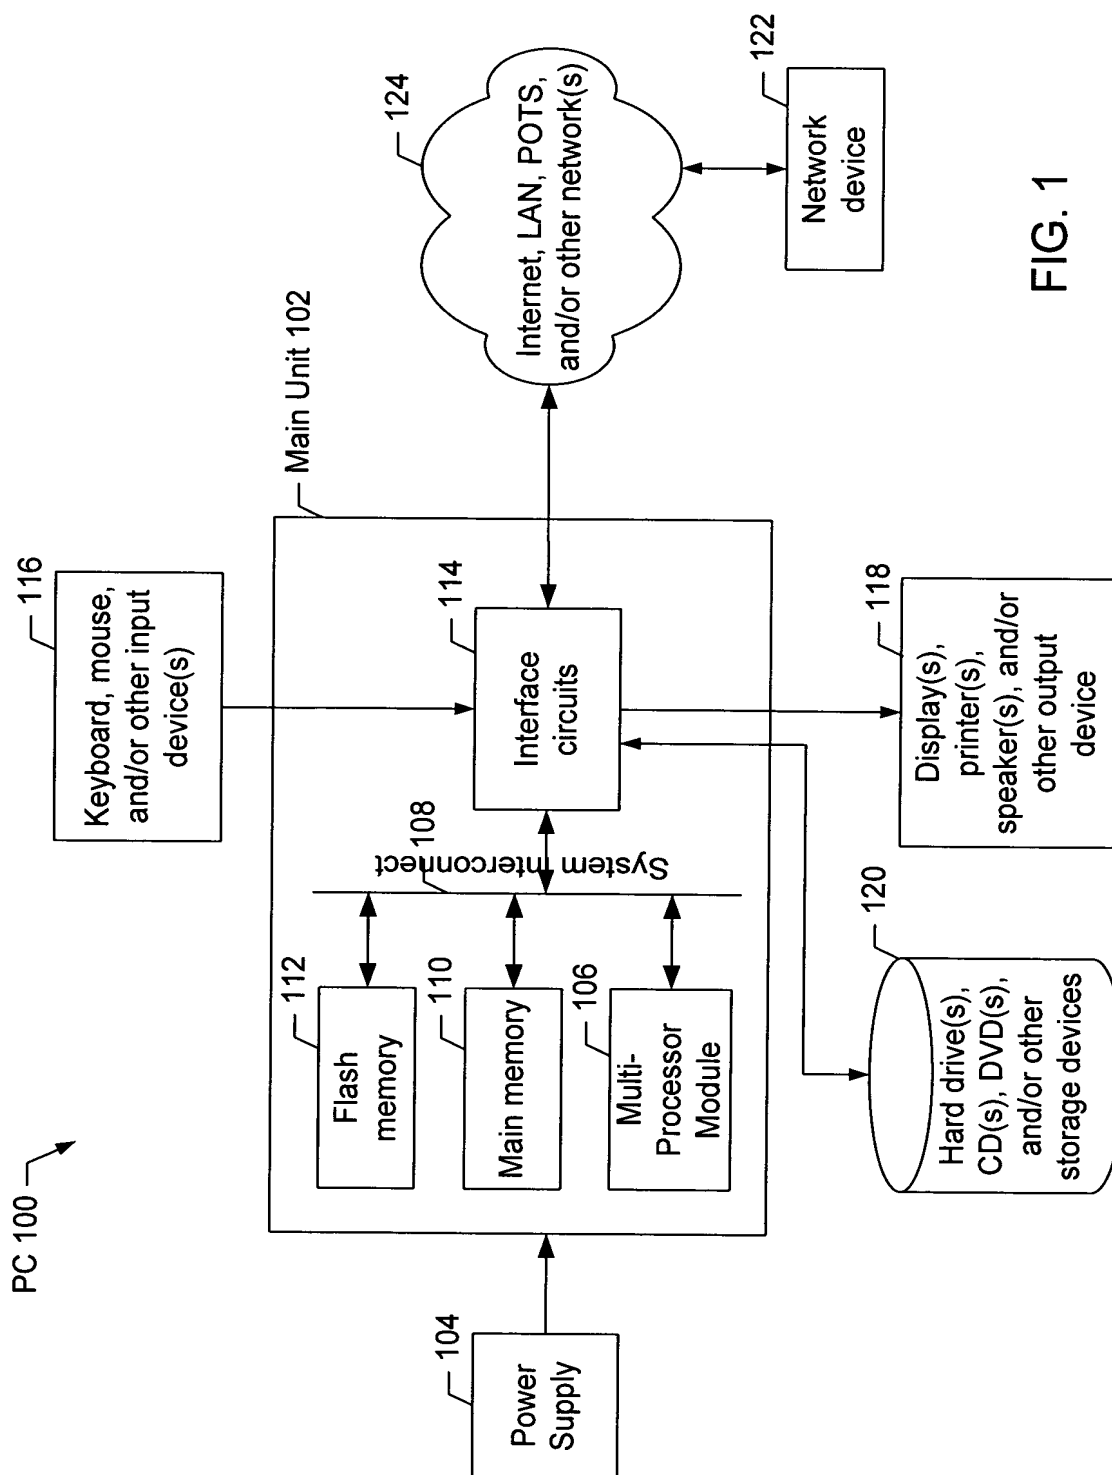 PC 100
116
Keyboard, mouse,
and/or other input
device(s)
Main Unit 102
124
Internet, LAN, POTS,
and/or other network(s)
112
Flash
memory
108
System Interconnect
114
Interface
circuits
104
Power
Supply
110
Main memory
106
Multi-
Processor
Module
122
Network
device
120
Hard drive(s),
CD(s), DVD(s),
and/or other
storage devices
118
Display(s),
printer(s),
speaker(s), and/or
other output
device
FIG. 1